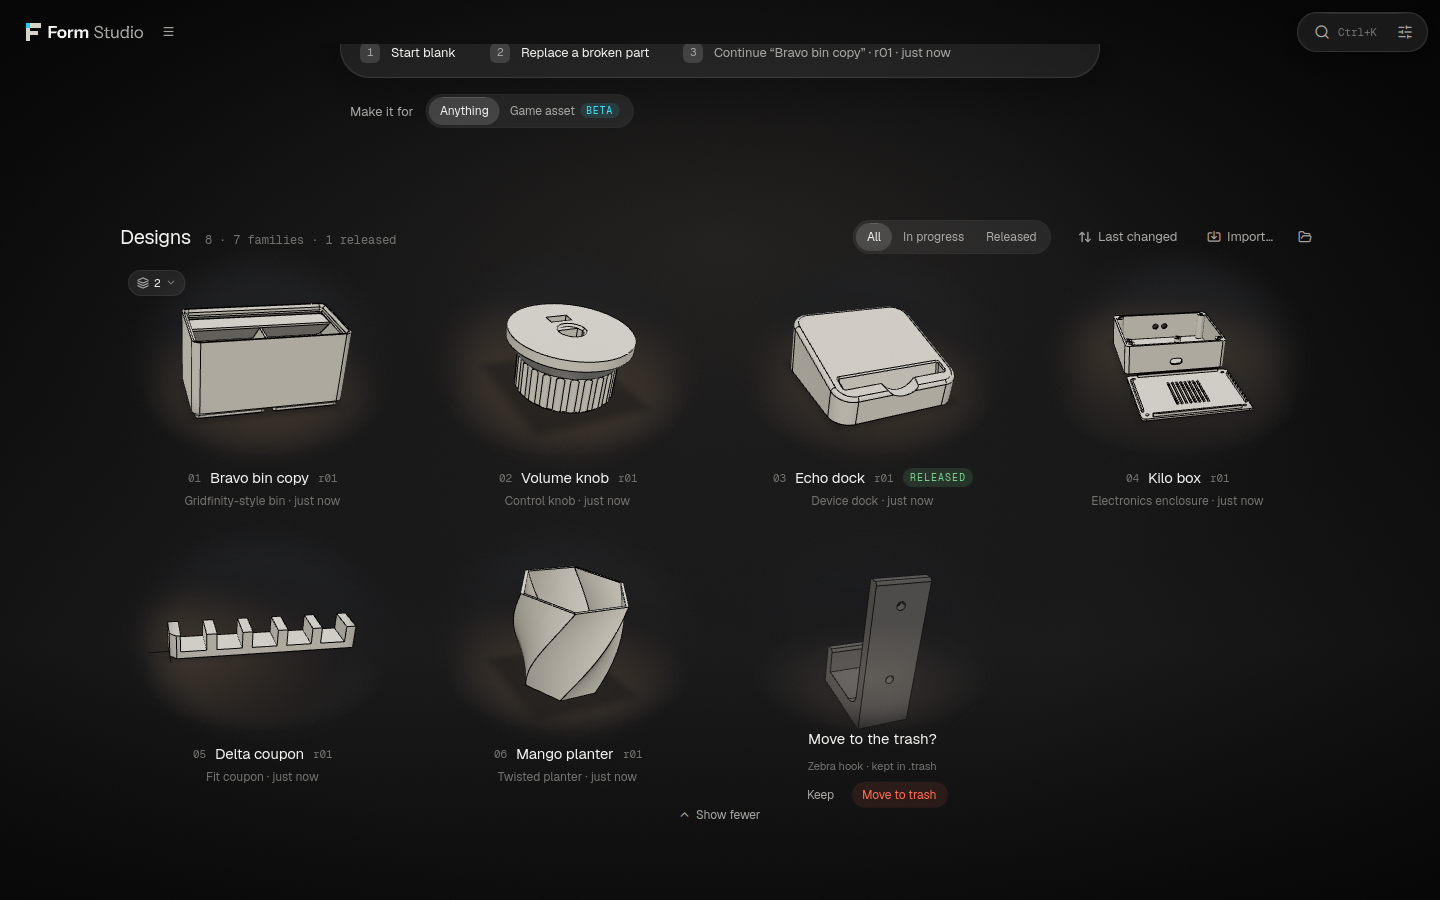 Form Studio
Ctrl+K
1 Start blank 2 Replace a broken part 3 Continue “Bravo bin copy” · r01 · just now
Make it for Anything Game asset BETA
Designs 8 · 7 families · 1 released All In progress Released Last changed Import...
2
01 Bravo bin copy r01
Gridfinity-style bin · just now
02 Volume knob r01
Control knob · just now
03 Echo dock r01 RELEASED
Device dock · just now
04 Kilo box r01
Electronics enclosure · just now
05 Delta coupon r01
Fit coupon · just now
06 Mango planter r01
Twisted planter · just now
Move to the trash?
Zebra hook · kept in .trash
Keep Move to trash
Show fewer